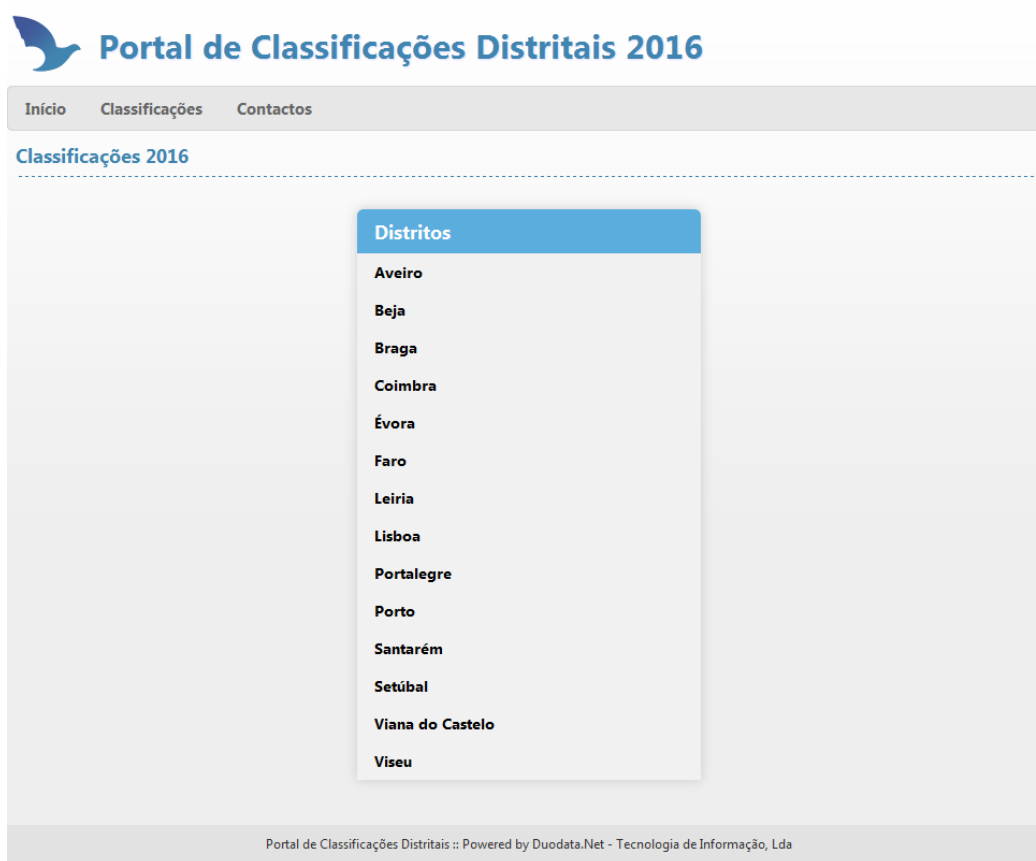 Portal de Classificações Distritais 2016
Início Classificações Contactos
Classificações 2016
Distritos
Aveiro
Beja
Braga
Coimbra
Évora
Faro
Leiria
Lisboa
Portalegre
Porto
Santarém
Setúbal
Viana do Castelo
Viseu
Portal de Classificações Distritais :: Powered by Duodata.Net - Tecnologia de Informação, Lda